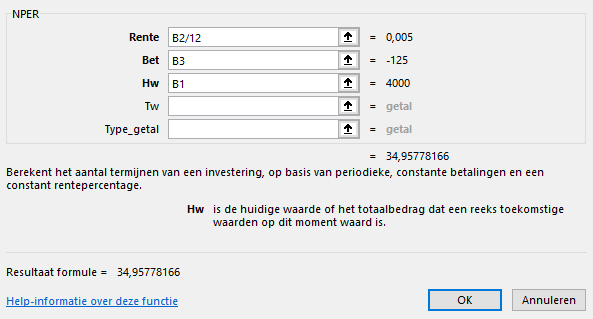 NPER
Rente B2/12 = 0,005
Bet B3 = -125
Hw B1 = 4000
Tw = getal
Type_getal = getal
= 34,95778166
Berekent het aantal termijnen van een investering, op basis van periodieke, constante betalingen en een
constant rentepercentage.
Hw is de huidige waarde of het totaalbedrag dat een reeks toekomstige
waarden op dit moment waard is.
Resultaat formule = 34,95778166
Help-informatie over deze functie OK Annuleren